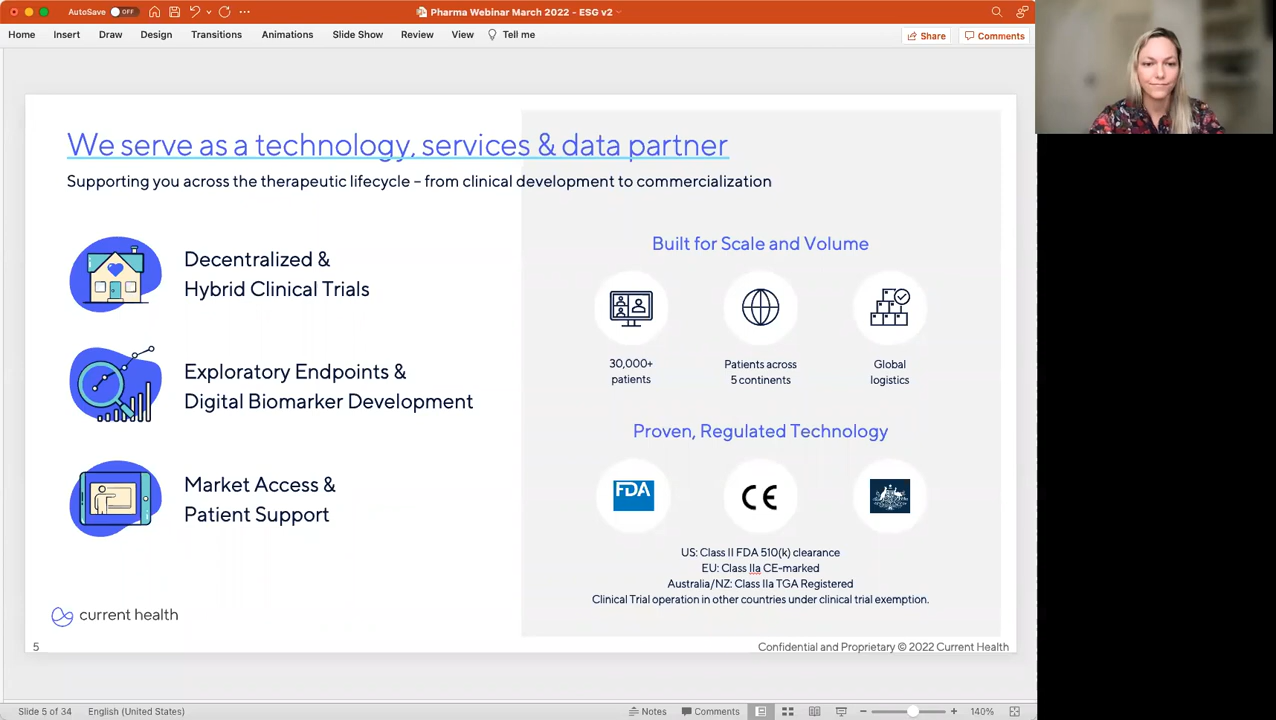 AutoSave OFF
Pharma Webinar March 2022 - ESG v2
Home Insert Draw Design Transitions Animations Slide Show Review View Tell me Share Comments
We serve as a technology, services & data partner
Supporting you across the therapeutic lifecycle – from clinical development to commercialization
Decentralized &
Hybrid Clinical Trials
Exploratory Endpoints &
Digital Biomarker Development
Market Access &
Patient Support
Built for Scale and Volume
30,000+
patients
Patients across
5 continents
Global
logistics
Proven, Regulated Technology
FDA
CE
US: Class II FDA 510(k) clearance
EU: Class IIa CE-marked
Australia/NZ: Class IIa TGA Registered
Clinical Trial operation in other countries under clinical trial exemption.
current health
5
Confidential and Proprietary © 2022 Current Health
Slide 5 of 34 English (United States) Notes Comments 140%